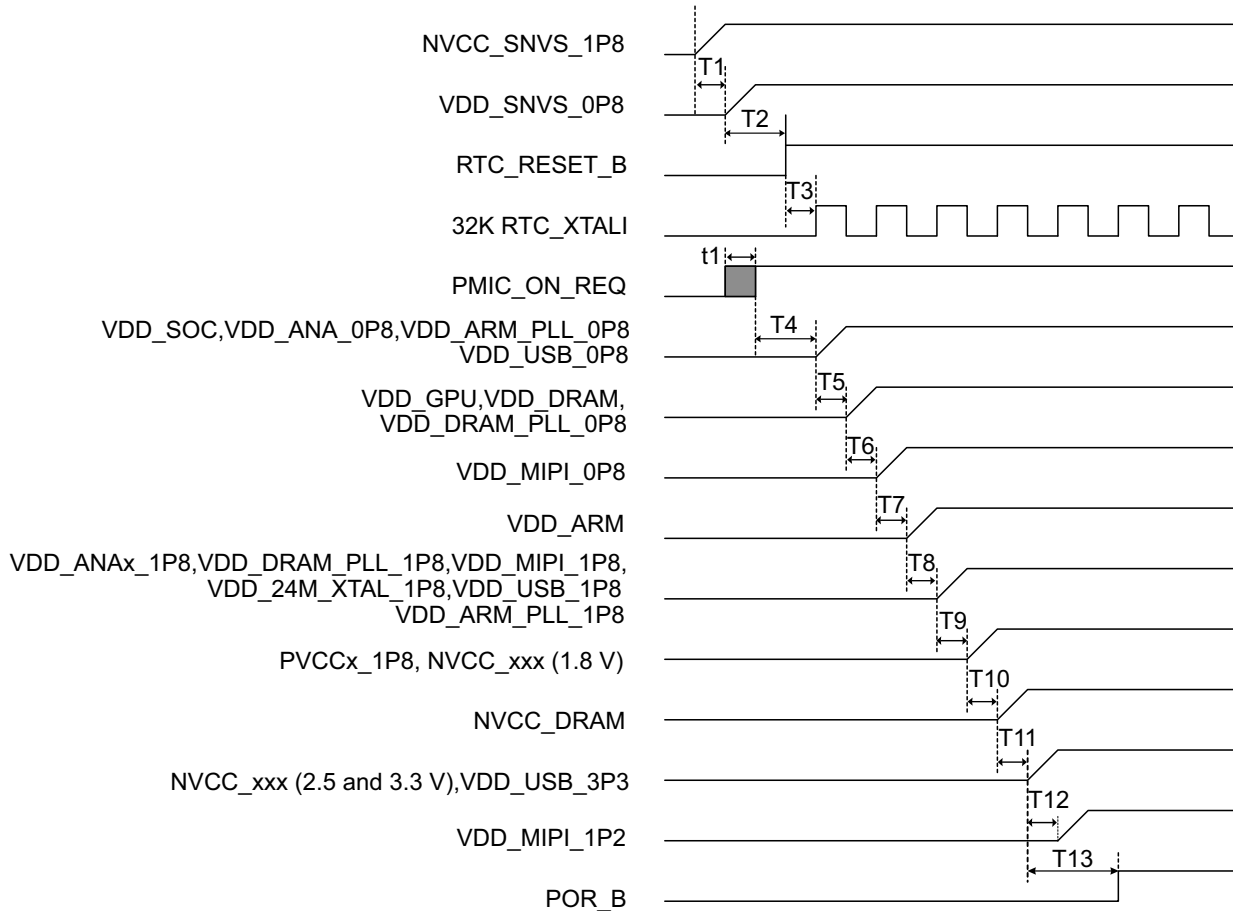 NVCC_SNVS_1P8
T1
VDD_SNVS_0P8
T2
RTC_RESET_B
T3
32K RTC_XTALI
t1
PMIC_ON_REQ
VDD_SOC,VDD_ANA_0P8,VDD_ARM_PLL_0P8
VDD_USB_0P8
T4
T5
VDD_GPU,VDD_DRAM,
VDD_DRAM_PLL_0P8
T6
VDD_MIPI_0P8
T7
VDD_ARM
T8
VDD_ANAx_1P8,VDD_DRAM_PLL_1P8,VDD_MIPI_1P8,
VDD_24M_XTAL_1P8,VDD_USB_1P8
VDD_ARM_PLL_1P8
T9
PVCCx_1P8, NVCC_xxx (1.8 V)
T10
NVCC_DRAM
T11
NVCC_xxx (2.5 and 3.3 V),VDD_USB_3P3
T12
VDD_MIPI_1P2
T13
POR_B